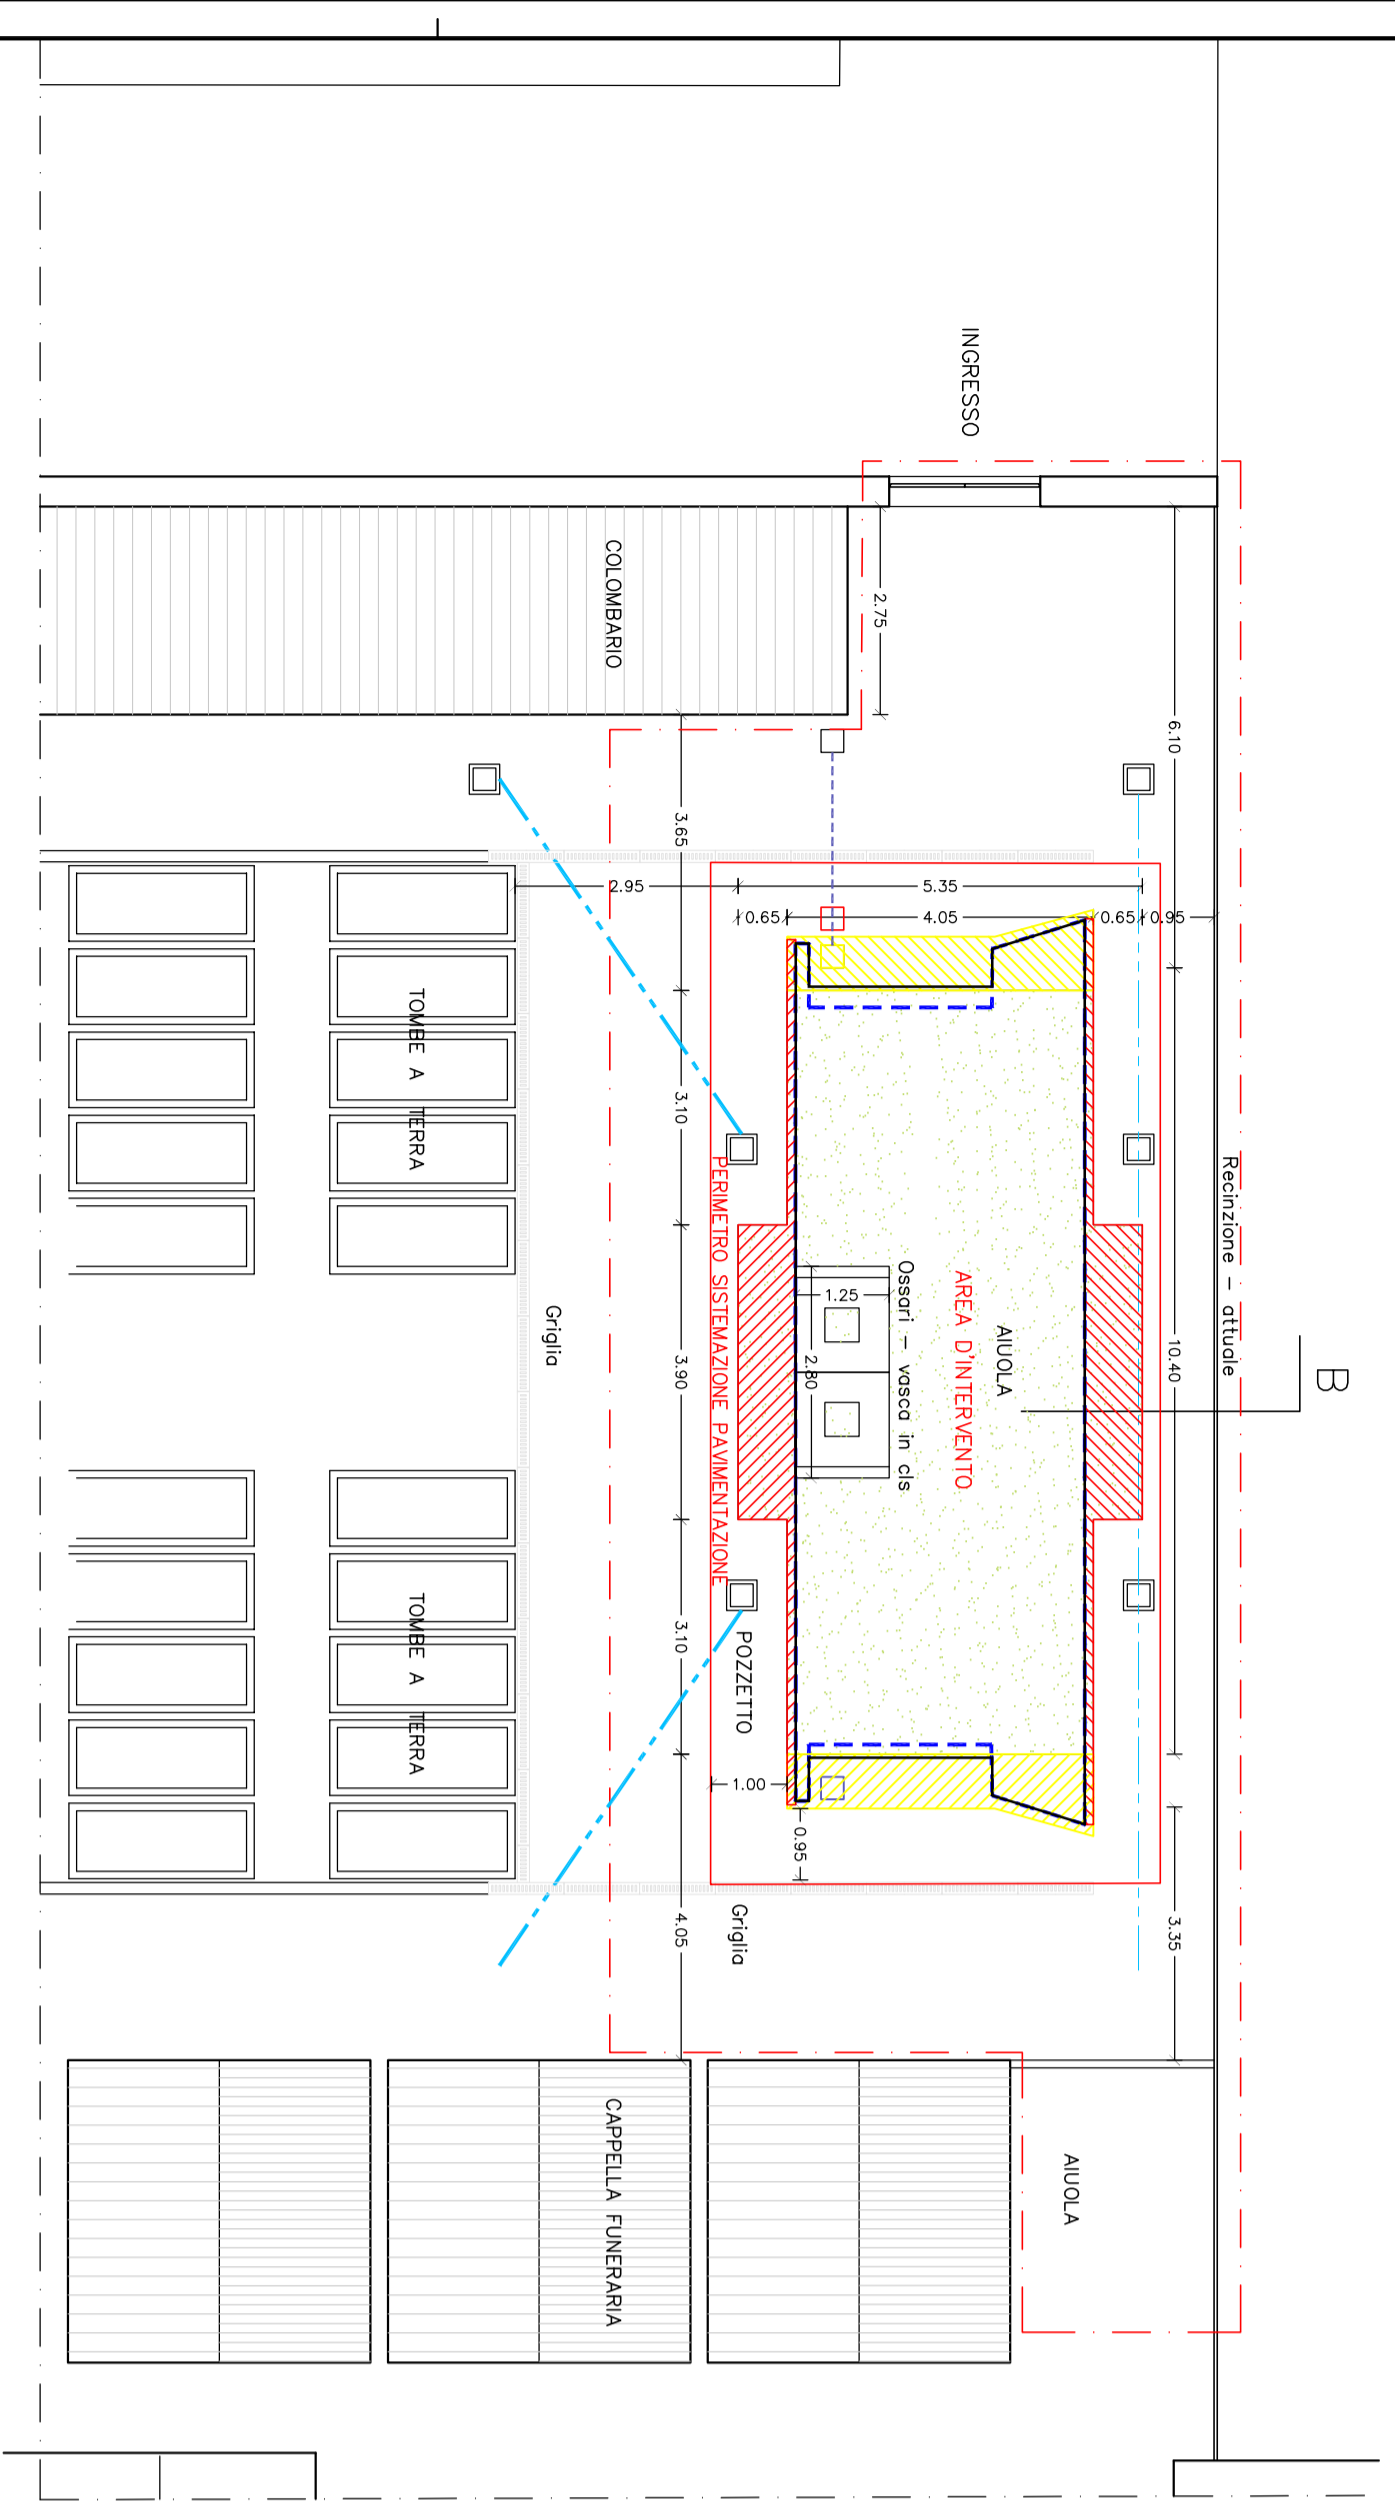 INGRESSO
COLOMBARIO
2.75
6.10
3.65
2.95
5.35
0.65
4.05
0.65
0.95
TOMBE A TERRA
3.10
Recinzione - attuale
B
PERIMETRO SISTEMAZIONE PAVIMENTAZIONE
Ossari - vasca in cls
AREA D'INTERVENTO
AIUOLA
1.25
2.80
10.40
Griglia
3.90
TOMBE A TERRA
3.10
POZZETTO
1.00
0.95
Griglia
4.05
3.35
CAPPELLA FUNERARIA
AIUOLA